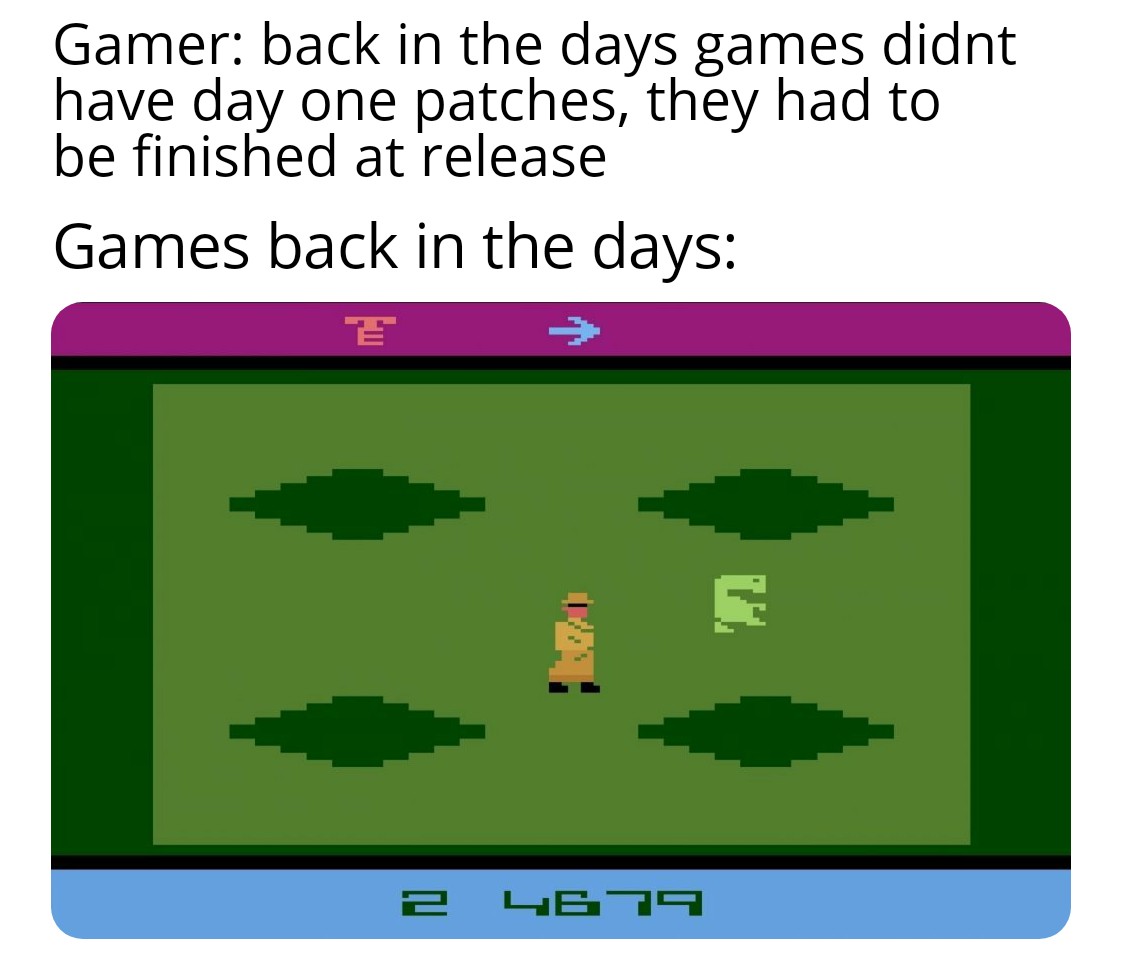 Gamer: back in the days games didnt
have day one patches, they had to
be finished at release
Games back in the days:
2 4679